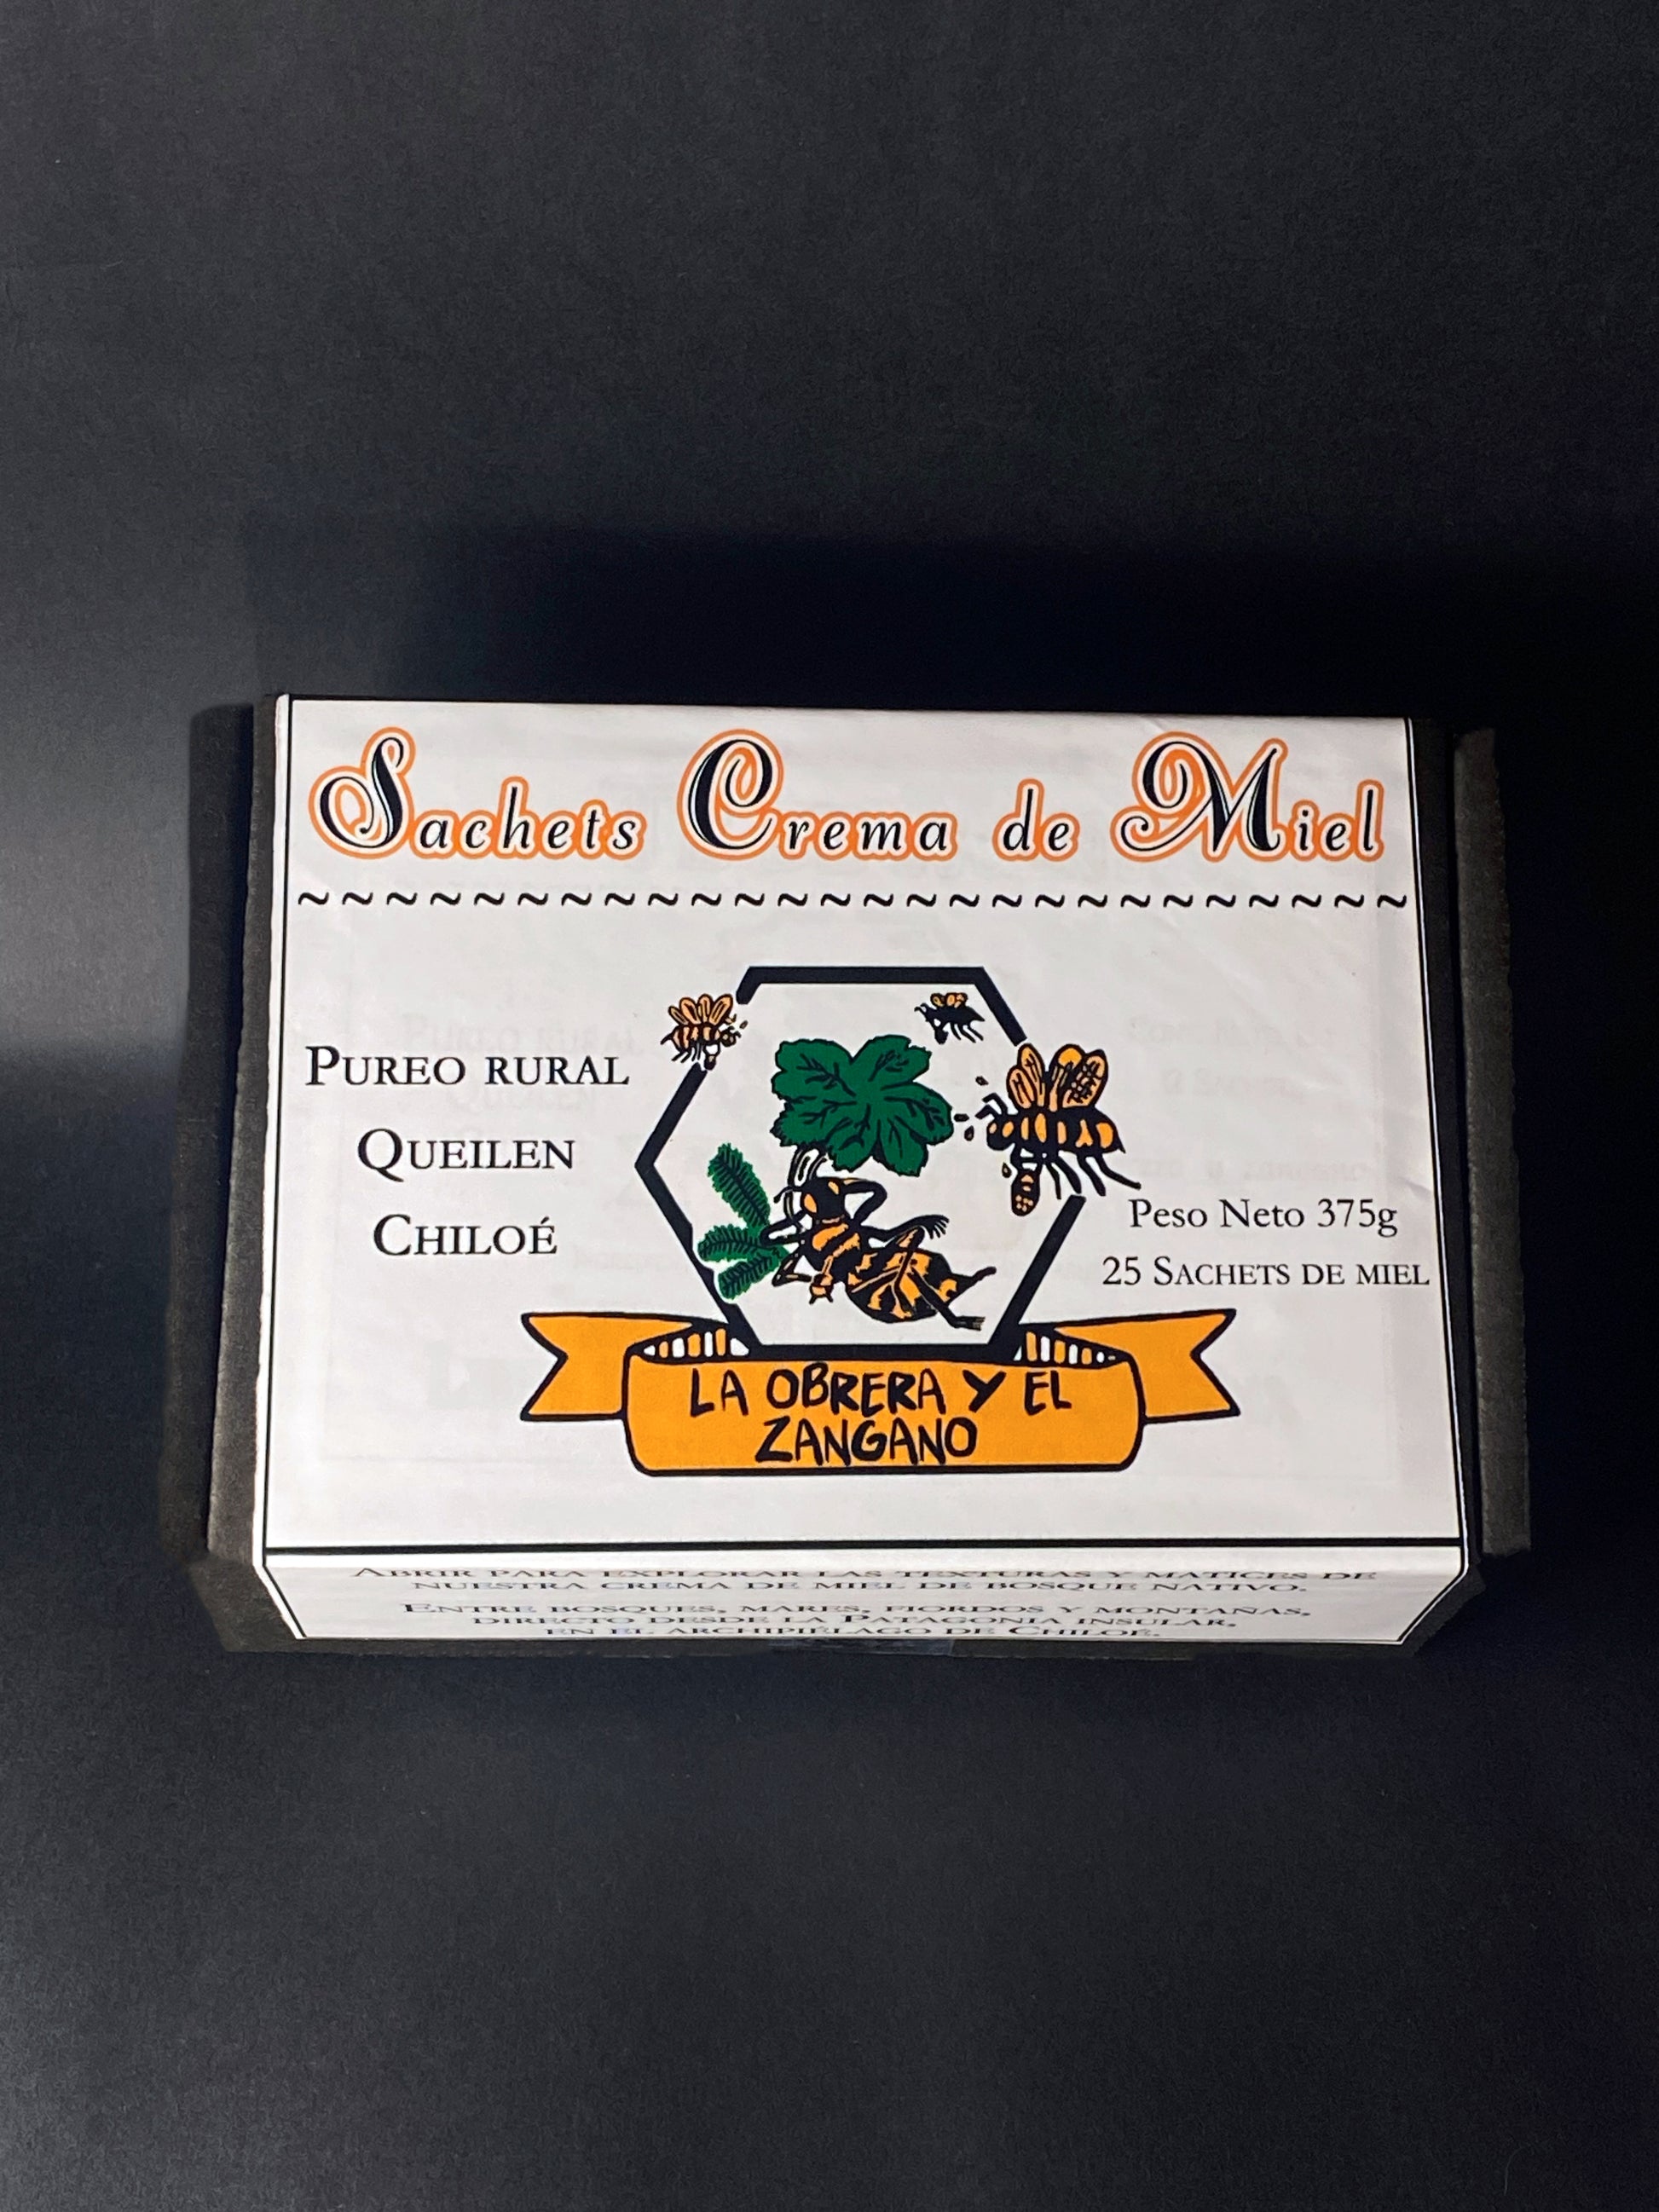 Sachets Crema de Miel
~ ~ ~ ~ ~ ~ ~ ~ ~ ~ ~ ~ ~ ~ ~ ~ ~ ~ ~ ~ ~ ~ ~ ~ ~ ~
PUREO RURAL
QUEILEN
CHILOÉ
Peso Neto 375g
25 SACHETS DE MIEL
LA OBRERA Y EL
ZANGANO
ABRIR PARA EXPLORAR LAS TEXTURAS Y MATICES DE
NUESTRA CREMA DE MIEL DE BOSQUE NATIVO.
ENTRE BOSQUES, MARES, FIORDOS Y MONTAÑAS,
DIRECTO DESDE LA PATAGONIA INSULAR,
EN EL ARCHIPIÉLAGO DE CHILOÉ.